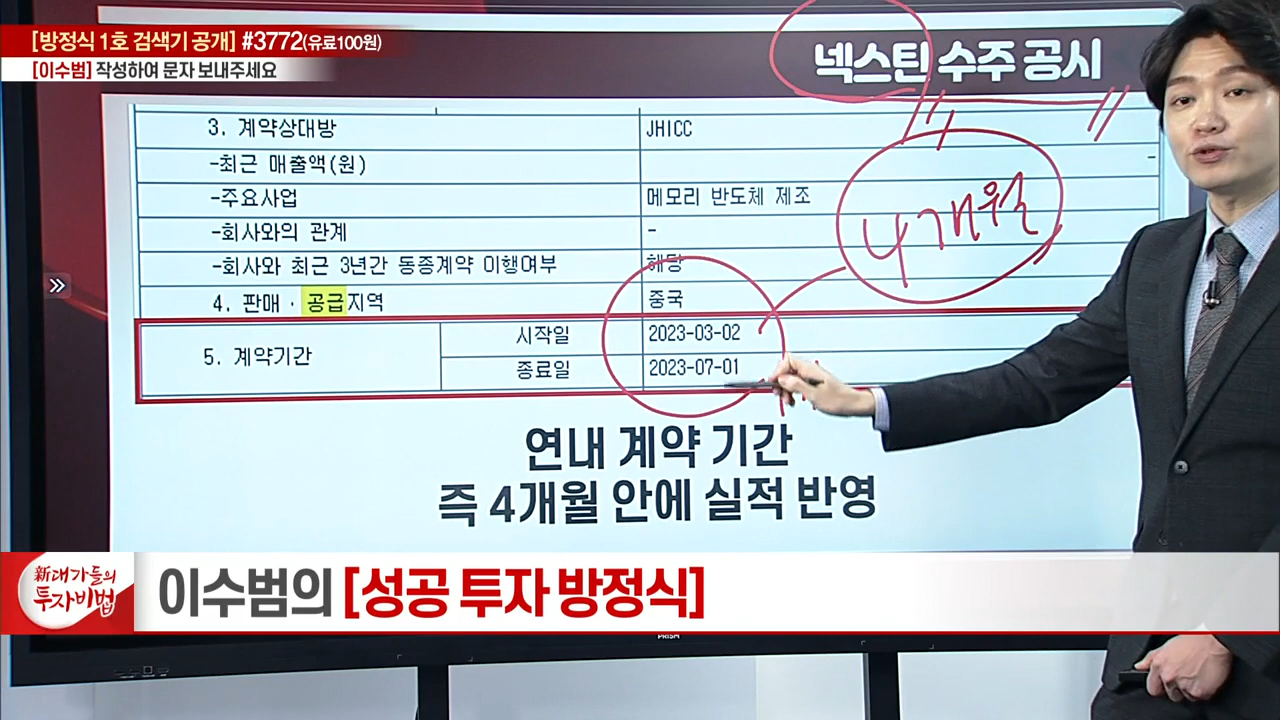 [방정식 1호 검색기 공개] #3772(유료100원)
[이수범] 작성하여 문자 보내주세요
넥스틴 수주 공시
3. 계약상대방 JHICC
-최근 매출액(원) -
-주요사업 메모리 반도체 제조
-회사와의 관계 -
-회사와 최근 3년간 동종계약 이행여부 해당
4. 판매·공급지역 중국
5. 계약기간 시작일 2023-03-02
종료일 2023-07-01
4개월
연내 계약 기간
즉 4개월 안에 실적 반영
新대가들의
투자비법
이수범의 [성공 투자 방정식]
PRISM